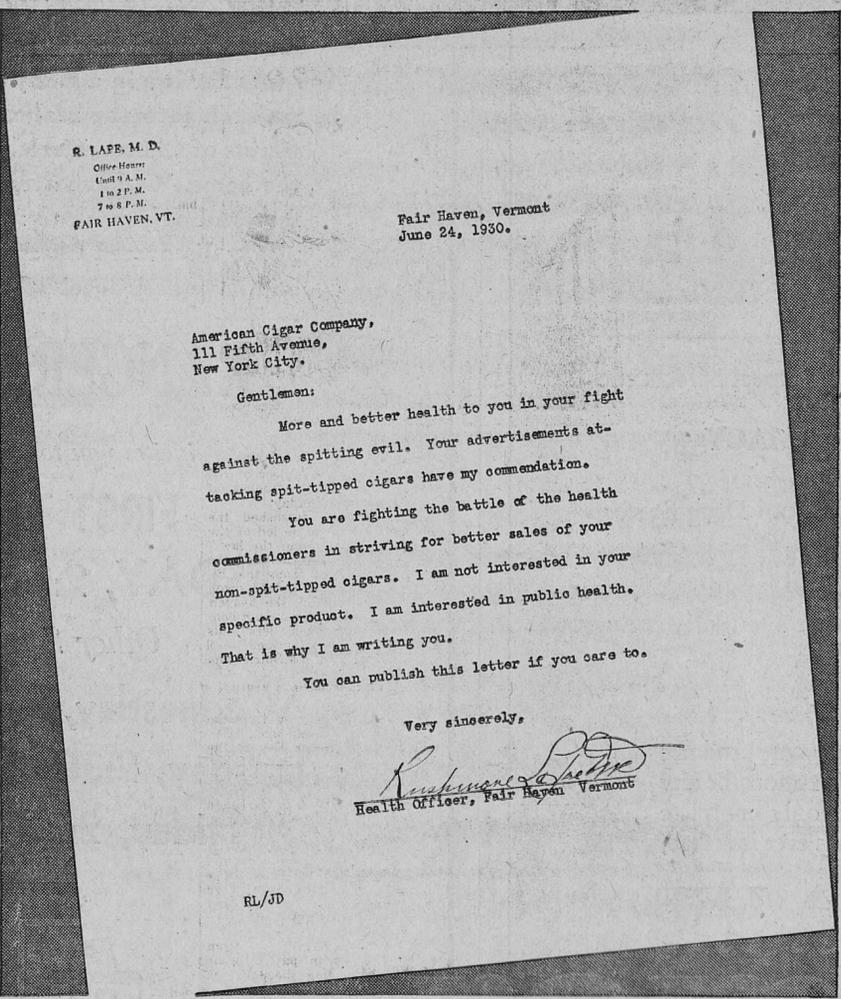 R. LAPE, M. D.
Office Hours:
Until 9 A. M.
1 to 2 P. M.
7 to 8 P. M.
FAIR HAVEN, VT.
Fair Haven, Vermont
June 24, 1930.
American Cigar Company,
111 Fifth Avenue,
New York City.
Gentlemen:
More and better health to you in your fight
against the spitting evil. Your advertisements at-
tacking spit-tipped cigars have my commendation.
You are fighting the battle of the health
commissioners in striving for better sales of your
non-spit-tipped cigars. I am not interested in your
specific product. I am interested in public health.
That is why I am writing you.
You can publish this letter if you care to.
Very sincerely,
Rushmore
Health Officer, Fair Haven Vermont
RL/JD